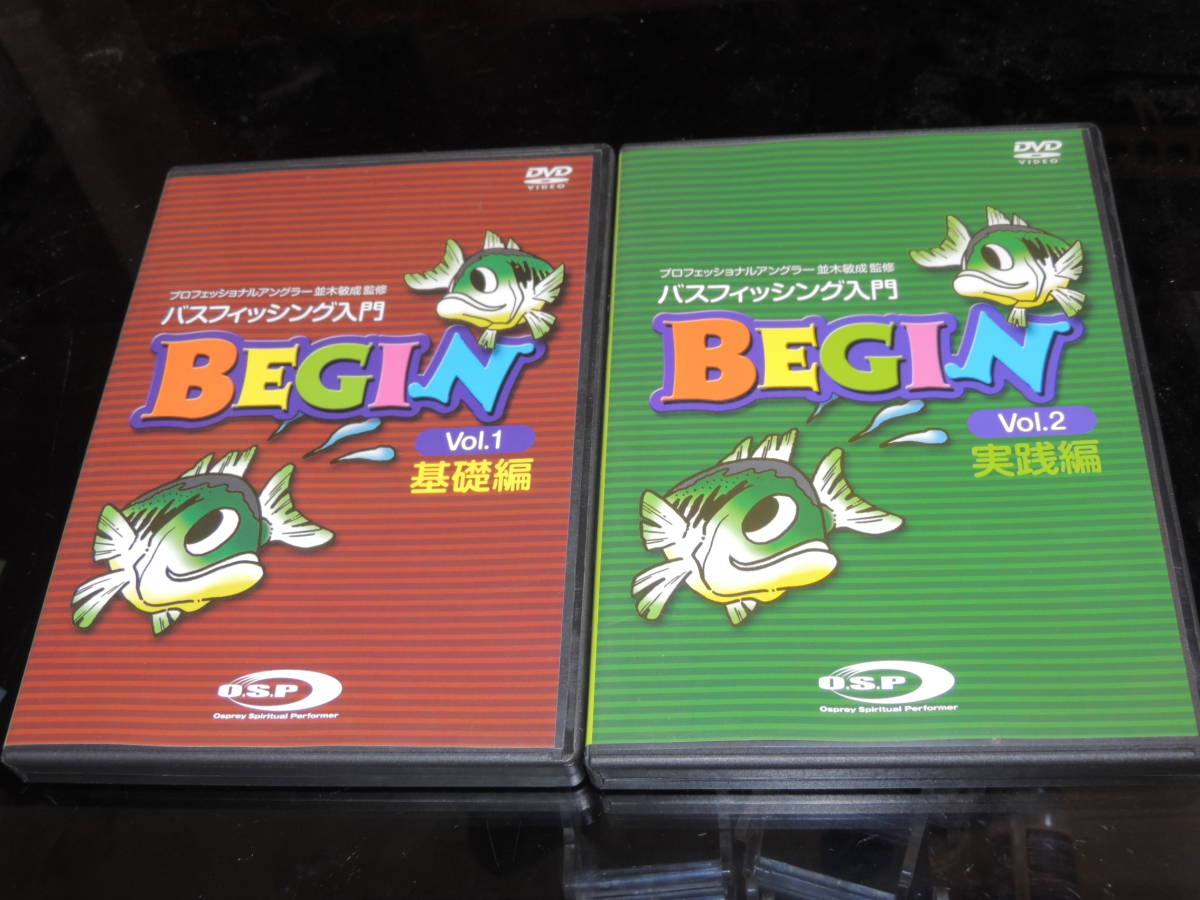 DVD
VIDEO
プロフェッショナルアングラー 並木敏成 監修
バスフィッシング入門
BEGIN
Vol.1
基礎編
O.S.P
Osprey Spiritual Performer
DVD
VIDEO
プロフェッショナルアングラー 並木敏成 監修
バスフィッシング入門
BEGIN
Vol.2
実践編
O.S.P
Osprey Spiritual Performer